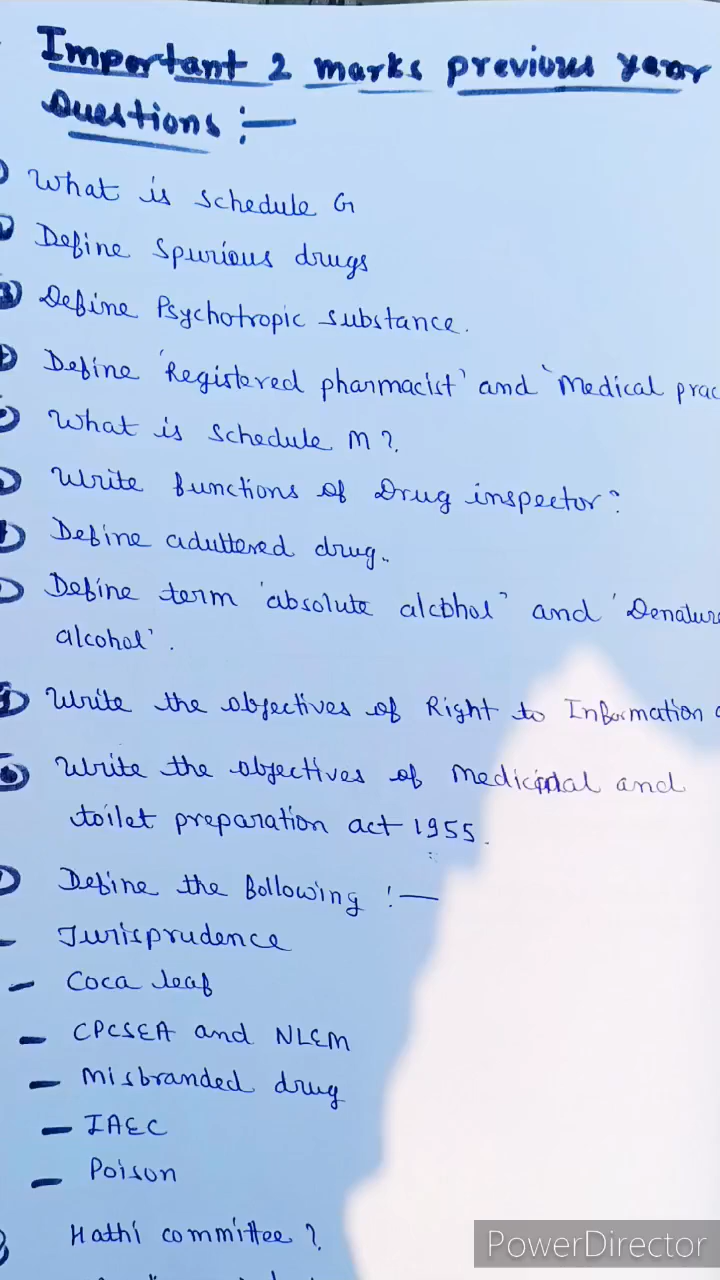 Important 2 marks previous year
Questions :—
What is schedule G
Define Spurious drugs
3 Define Psychotropic substance.
Define 'Registered pharmacist' and 'Medical prac
What is schedule M?
Write functions of Drug inspector?
Define adultered drug.
Define term 'absolute alcohol' and 'Denature
alcohol'.
Write the objectives of Right to Information
Write the objectives of medicinal and
toilet preparation act 1955.
Define the following :—
Jurisprudence
– Coca leaf
– CPCSEA and NLEM
– Misbranded drug
– IAEC
– Poison
Hathi committee?
PowerDirector